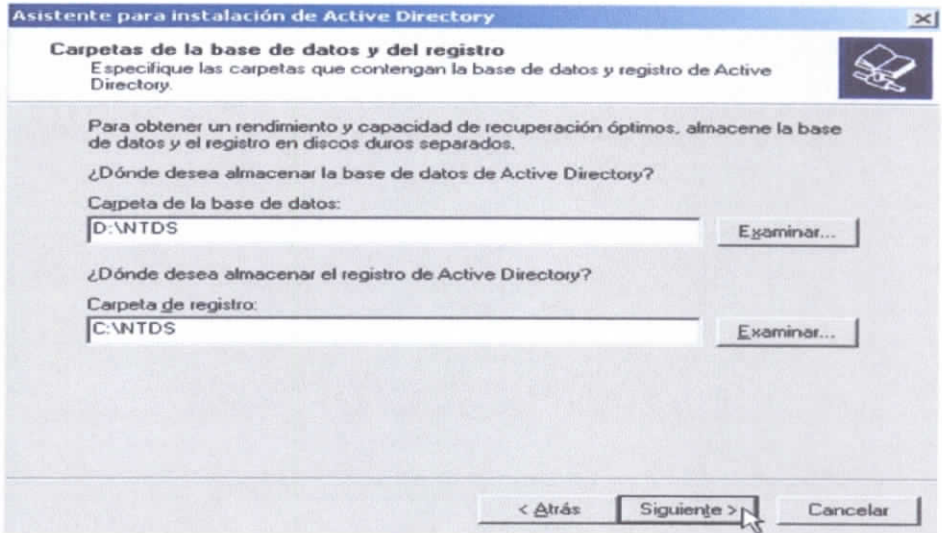 Asistente para instalación de Active Directory
Carpetas de la base de datos y del registro
Especifique las carpetas que contengan la base de datos y registro de Active
Directory.
Para obtener un rendimiento y capacidad de recuperación óptimos, almacene la base
de datos y el registro en discos duros separados.
¿Dónde desea almacenar la base de datos de Active Directory?
Carpeta de la base de datos:
D:\NTDS
Examinar...
¿Dónde desea almacenar el registro de Active Directory?
Carpeta de registro:
C:\NTDS
Examinar...
< Atrás
Siguiente >
Cancelar